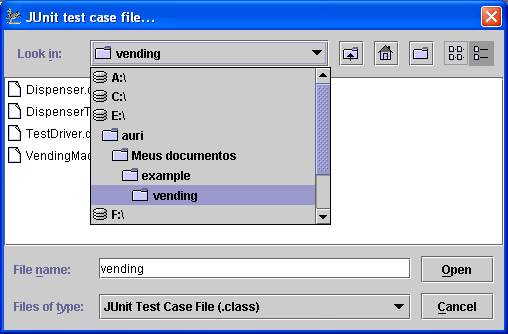 JUnit test case file...
Look in: vending
A:\
Dispenser.
C:\
DispenserT
E:\
TestDriver.c
auri
VendingMac
Meus documentos
example
vending
F:\
File name: vending Open
Files of type: JUnit Test Case File (.class) Cancel